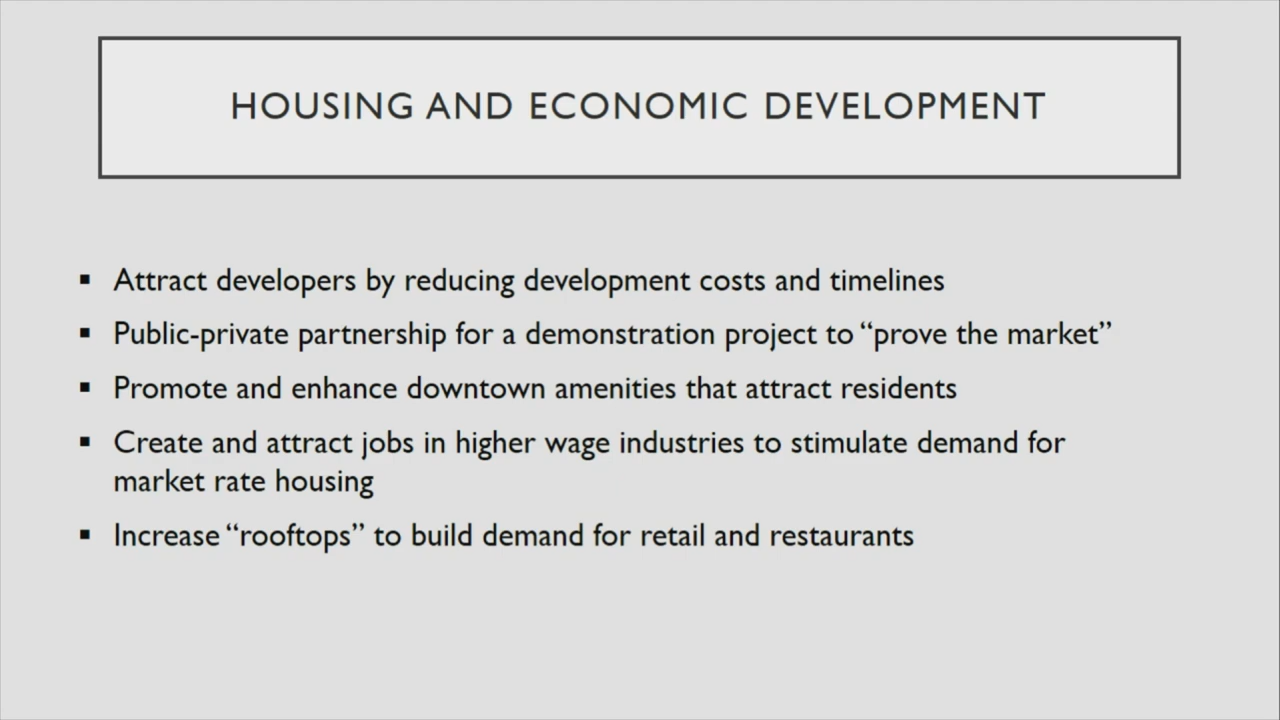 HOUSING AND ECONOMIC DEVELOPMENT
▪ Attract developers by reducing development costs and timelines
▪ Public-private partnership for a demonstration project to “prove the market”
▪ Promote and enhance downtown amenities that attract residents
▪ Create and attract jobs in higher wage industries to stimulate demand for
market rate housing
▪ Increase “rooftops” to build demand for retail and restaurants